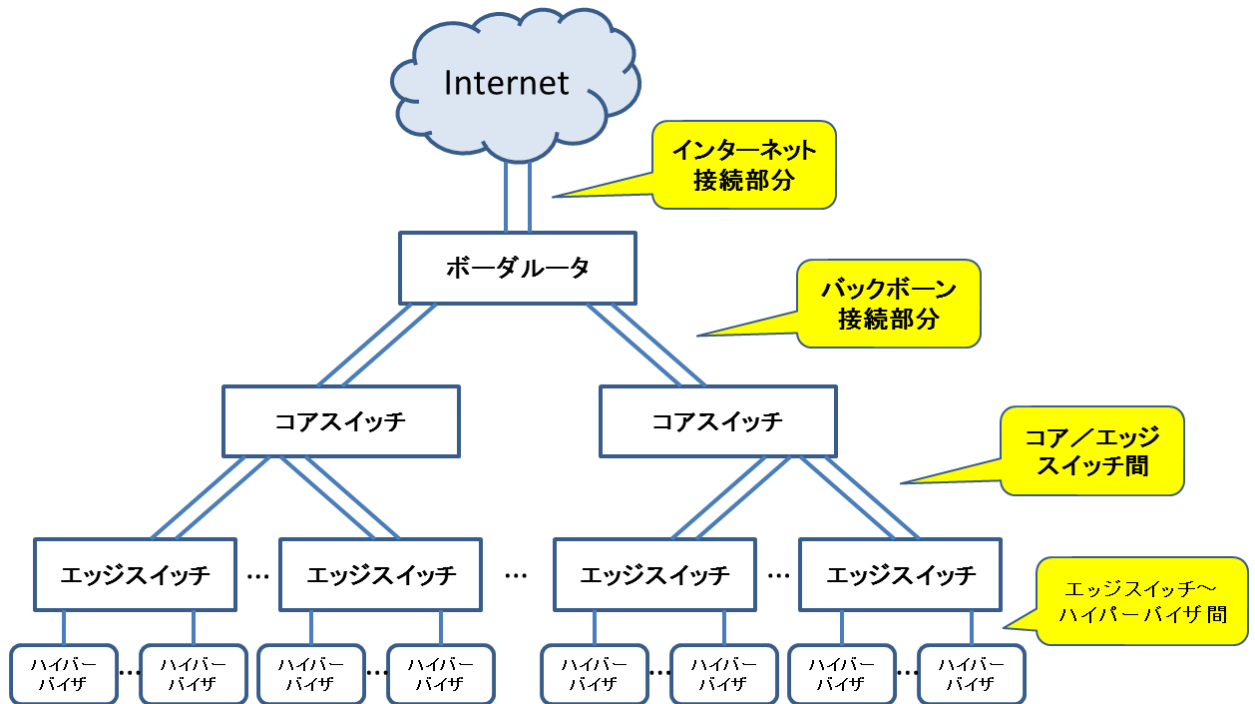 Internet
インターネット
接続部分
ボーダルータ
バックボーン
接続部分
コアスイッチ
コアスイッチ
コア／エッジ
スイッチ間
エッジスイッチ
…
エッジスイッチ
…
エッジスイッチ
…
エッジスイッチ
エッジスイッチ～
ハイパーバイザ間
ハイパー
バイザ
…
ハイパー
バイザ
ハイパー
バイザ
…
ハイパー
バイザ
ハイパー
バイザ
…
ハイパー
バイザ
ハイパー
バイザ
…
ハイパー
バイザ